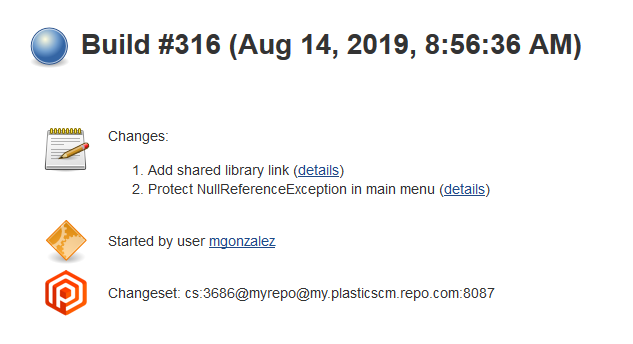 Build #316 (Aug 14, 2019, 8:56:36 AM)
Changes:
1. Add shared library link (details)
2. Protect NullReferenceException in main menu (details)
Started by user mgonzalez
Changeset: cs:3686@myrepo@my.plasticscm.repo.com:8087